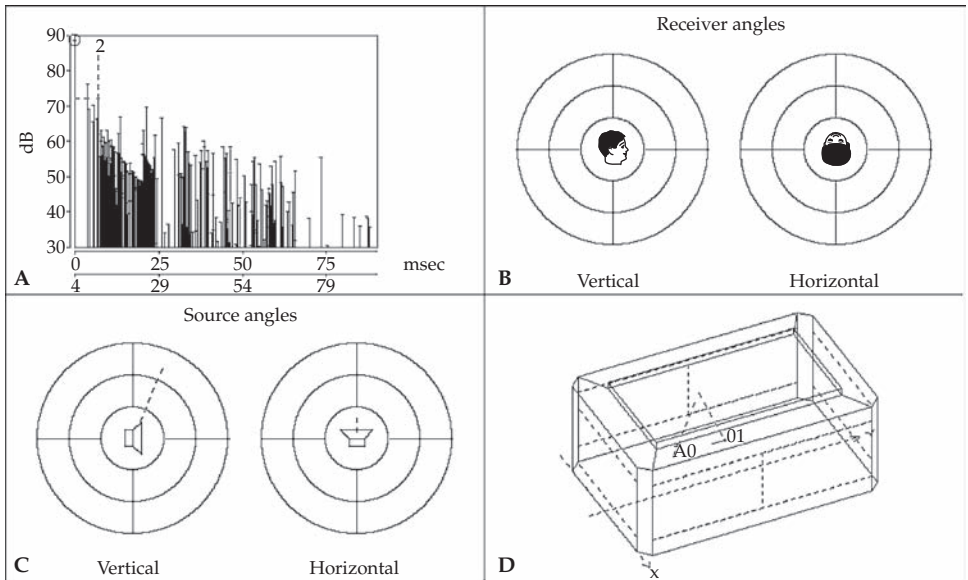 90
80
70
60
50
40
30
dB
2
0 25 50 75 msec
4 29 54 79
A
Receiver angles
Vertical Horizontal
B
Source angles
Vertical Horizontal
C
A0 01
x
D